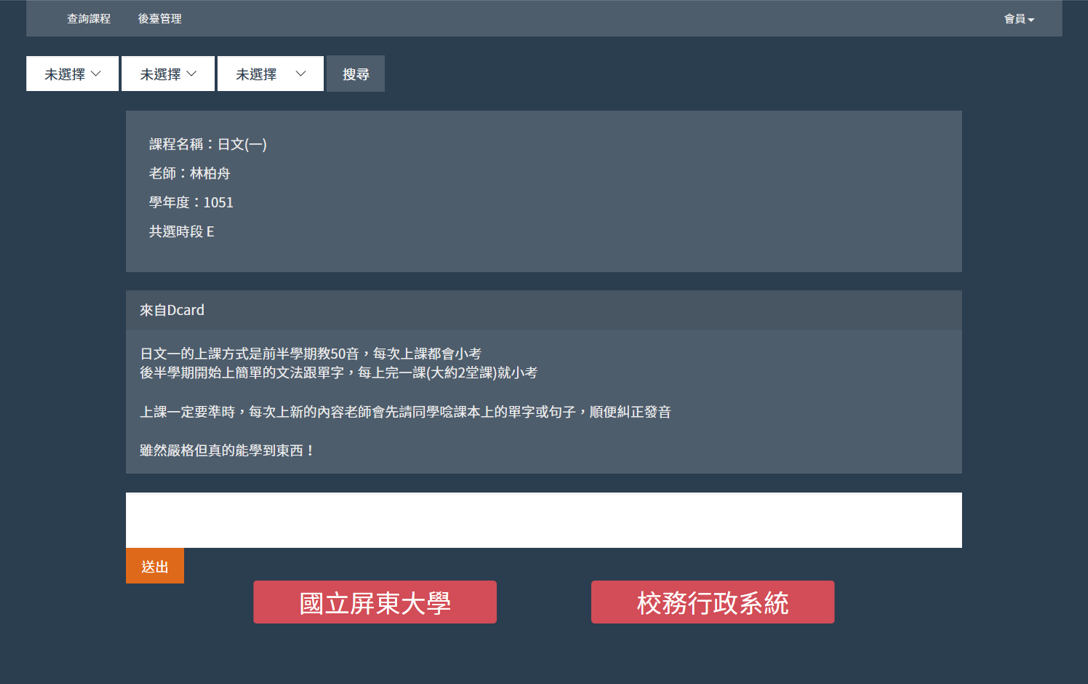 查詢課程 後臺管理 會員
未選擇 未選擇 未選擇 搜尋
課程名稱：日文(一)
老師：林柏舟
學年度：1051
共選時段 E
來自Dcard
日文一的上課方式是前半學期教50音，每次上課都會小考
後半學期開始上簡單的文法跟單字，每上完一課(大約2堂課)就小考
上課一定要準時，每次上新的內容老師會先請同學唸課本上的單字或句子，順便糾正發音
雖然嚴格但真的能學到東西！
送出
國立屏東大學 校務行政系統